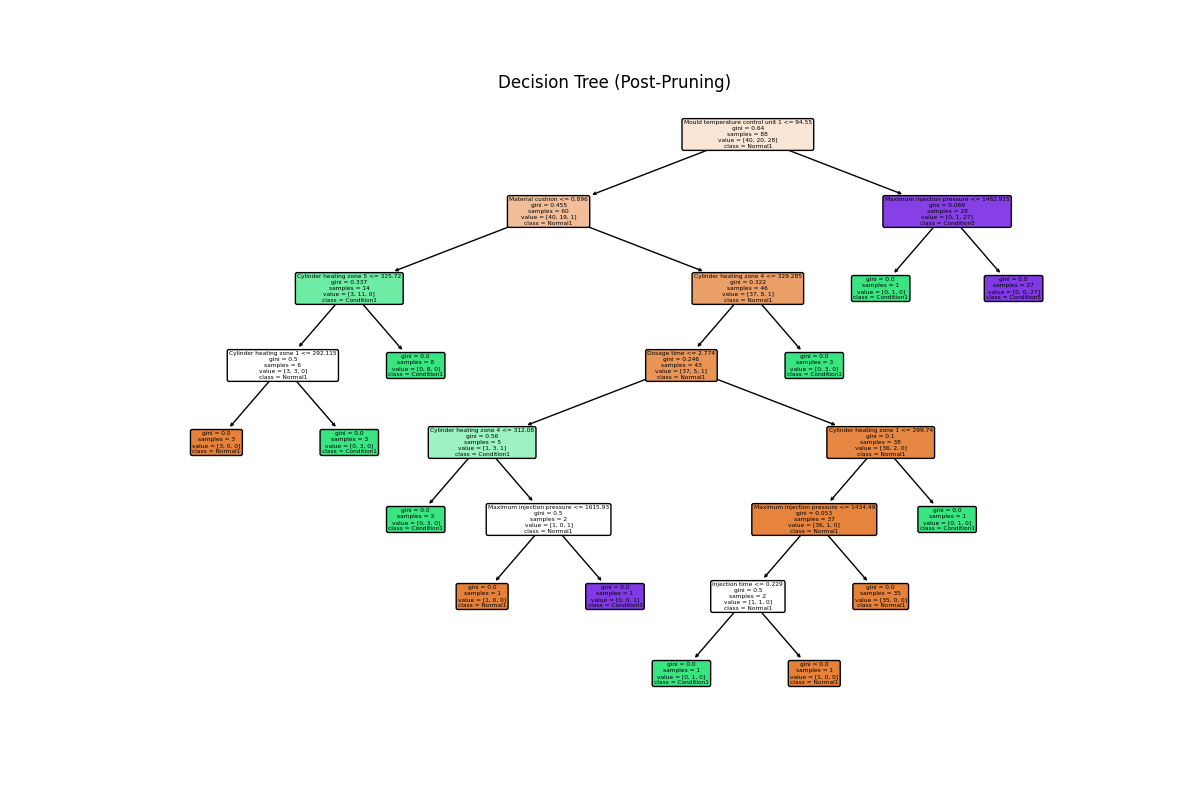 Decision Tree (Post-Pruning)
Mould temperature control unit 1 <= 94.55
gini = 0.64
samples = 88
value = [40, 20, 28]
class = Normal1
Material cushion <= 0.896
gini = 0.455
samples = 60
value = [40, 19, 1]
class = Normal1
Maximum injection pressure <= 1462.915
gini = 0.069
samples = 28
value = [0, 1, 27]
class = Condition5
Cylinder heating zone 5 <= 325.72
gini = 0.337
samples = 14
value = [3, 11, 0]
class = Condition1
Cylinder heating zone 4 <= 329.285
gini = 0.322
samples = 46
value = [37, 8, 1]
class = Normal1
gini = 0.0
samples = 1
value = [0, 1, 0]
class = Condition1
gini = 0.0
samples = 27
value = [0, 0, 27]
class = Condition5
Cylinder heating zone 1 <= 292.115
gini = 0.5
samples = 6
value = [3, 3, 0]
class = Normal1
gini = 0.0
samples = 8
value = [0, 8, 0]
class = Condition1
Dosage time <= 2.774
gini = 0.246
samples = 43
value = [37, 5, 1]
class = Normal1
gini = 0.0
samples = 3
value = [0, 3, 0]
class = Condition1
gini = 0.0
samples = 3
value = [3, 0, 0]
class = Normal1
gini = 0.0
samples = 3
value = [0, 3, 0]
class = Condition1
Cylinder heating zone 4 <= 312.08
gini = 0.56
samples = 5
value = [1, 3, 1]
class = Condition1
Cylinder heating zone 1 <= 299.74
gini = 0.1
samples = 38
value = [36, 2, 0]
class = Normal1
gini = 0.0
samples = 3
value = [0, 3, 0]
class = Condition1
Maximum injection pressure <= 1615.93
gini = 0.5
samples = 2
value = [1, 0, 1]
class = Normal1
Maximum injection pressure <= 1434.49
gini = 0.053
samples = 37
value = [36, 1, 0]
class = Normal1
gini = 0.0
samples = 1
value = [0, 1, 0]
class = Condition1
gini = 0.0
samples = 1
value = [1, 0, 0]
class = Normal1
gini = 0.0
samples = 1
value = [0, 0, 1]
class = Condition5
Injection time <= 0.229
gini = 0.5
samples = 2
value = [1, 1, 0]
class = Normal1
gini = 0.0
samples = 35
value = [35, 0, 0]
class = Normal1
gini = 0.0
samples = 1
value = [0, 1, 0]
class = Condition1
gini = 0.0
samples = 1
value = [1, 0, 0]
class = Normal1